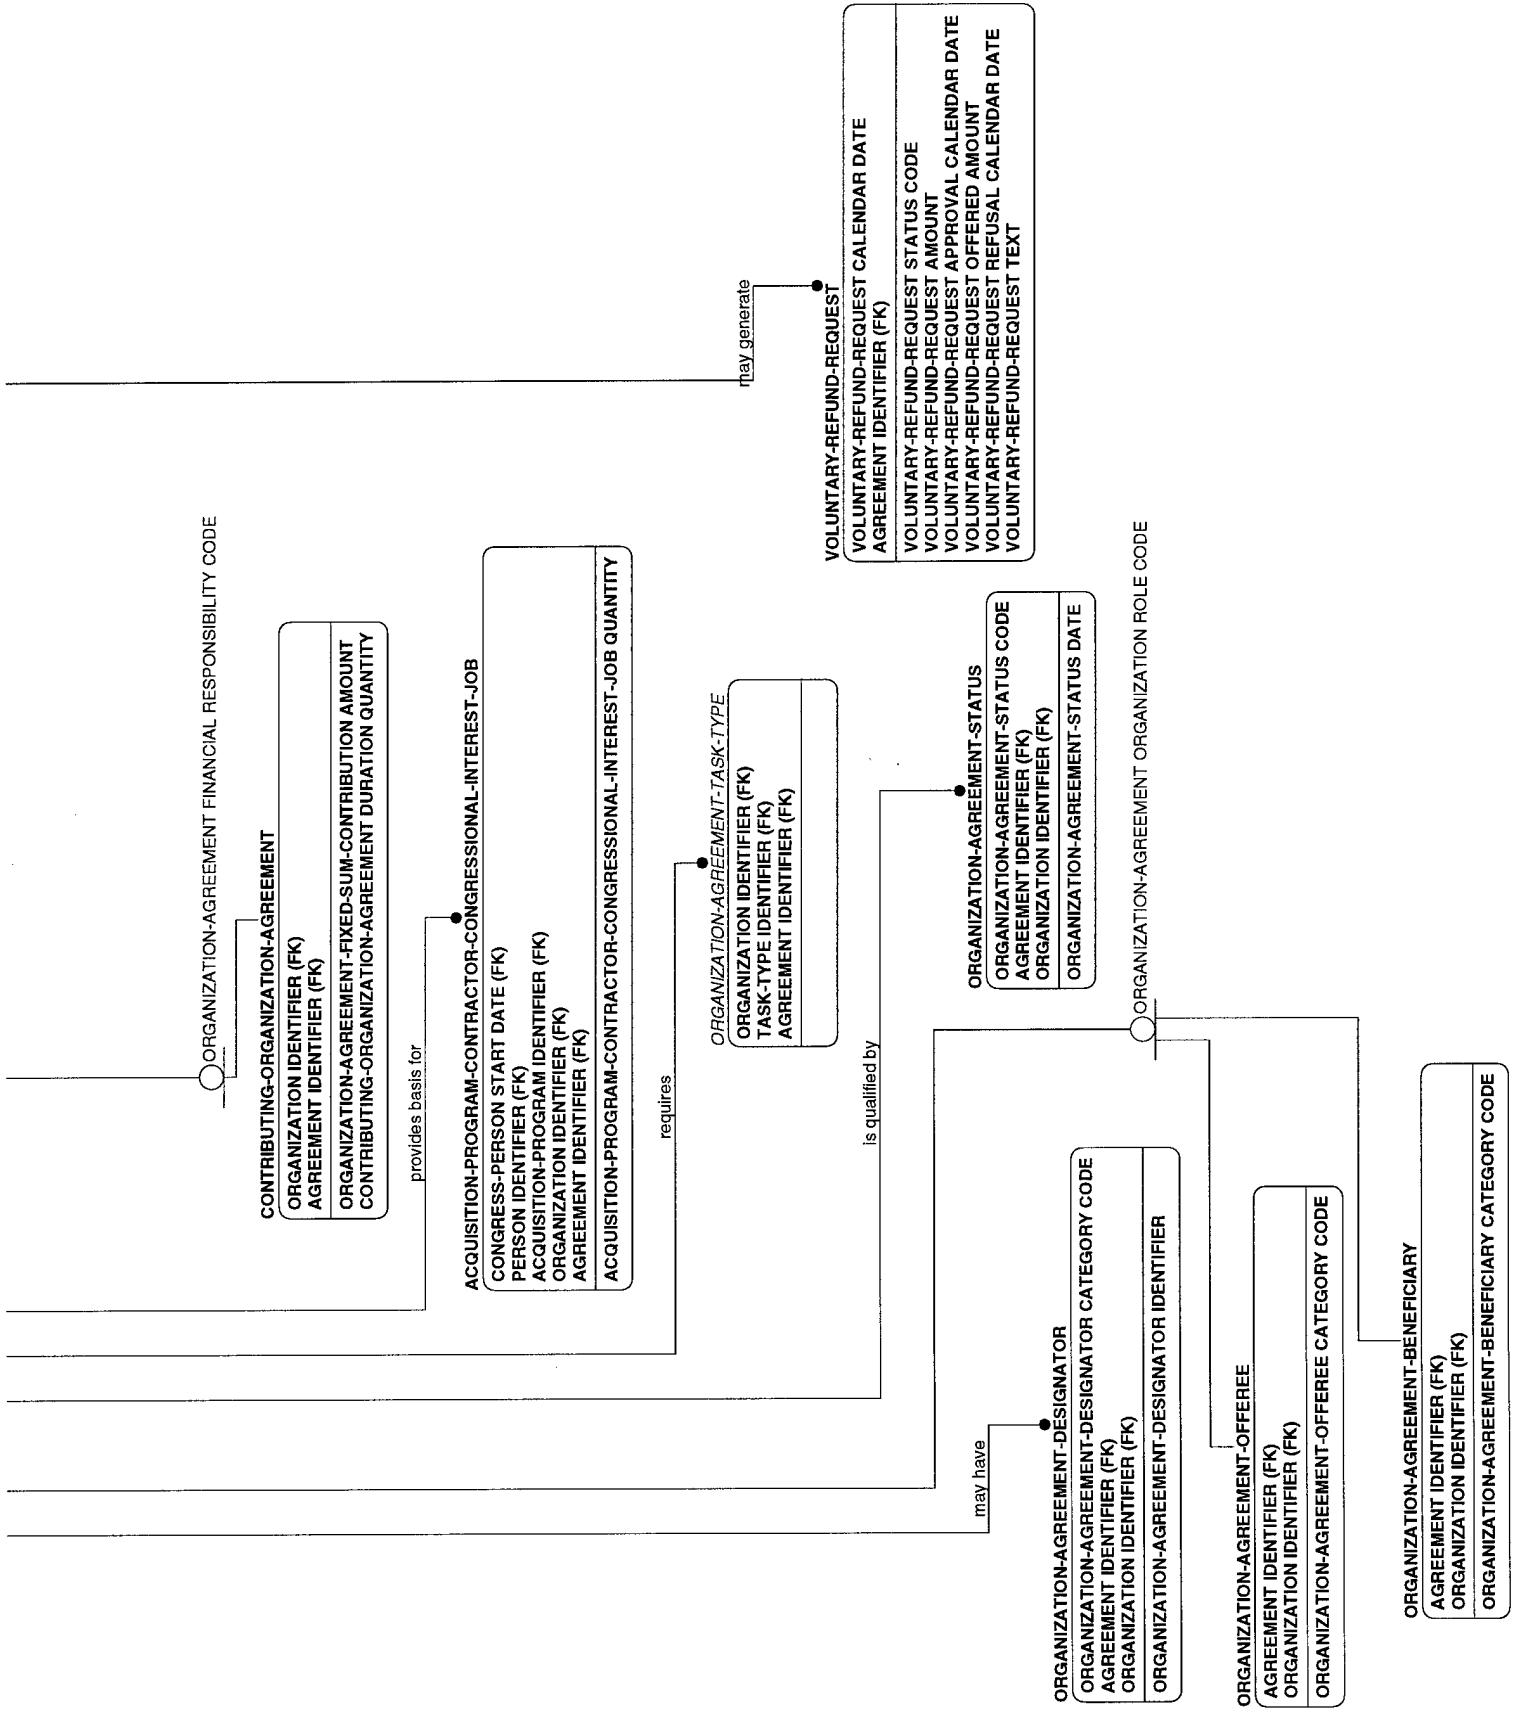 ORGANIZATION-AGREEMENT FINANCIAL RESPONSIBILITY CODE
CONTRIBUTING-ORGANIZATION-AGREEMENT
ORGANIZATION IDENTIFIER (FK)
AGREEMENT IDENTIFIER (FK)
ORGANIZATION-AGREEMENT-FIXED-SUM-CONTRIBUTION AMOUNT
CONTRIBUTING-ORGANIZATION-AGREEMENT DURATION QUANTITY
provides basis for
ACQUISITION-PROGRAM-CONTRACTOR-CONGRESSIONAL-INTEREST-JOB
CONGRESS-PERSON START DATE (FK)
PERSON IDENTIFIER (FK)
ACQUISITION-PROGRAM IDENTIFIER (FK)
ORGANIZATION IDENTIFIER (FK)
AGREEMENT IDENTIFIER (FK)
ACQUISITION-PROGRAM-CONTRACTOR-CONGRESSIONAL-INTEREST-JOB QUANTITY
requires
ORGANIZATION-AGREEMENT-TASK-TYPE
ORGANIZATION IDENTIFIER (FK)
TASK-TYPE IDENTIFIER (FK)
AGREEMENT IDENTIFIER (FK)
may generate
VOLUNTARY-REFUND-REQUEST
VOLUNTARY-REFUND-REQUEST CALENDAR DATE
AGREEMENT IDENTIFIER (FK)
VOLUNTARY-REFUND-REQUEST STATUS CODE
VOLUNTARY-REFUND-REQUEST AMOUNT
VOLUNTARY-REFUND-REQUEST APPROVAL CALENDAR DATE
VOLUNTARY-REFUND-REQUEST OFFERED AMOUNT
VOLUNTARY-REFUND-REQUEST REFUSAL CALENDAR DATE
VOLUNTARY-REFUND-REQUEST TEXT
is qualified by
ORGANIZATION-AGREEMENT-STATUS
ORGANIZATION-AGREEMENT-STATUS CODE
AGREEMENT IDENTIFIER (FK)
ORGANIZATION IDENTIFIER (FK)
ORGANIZATION-AGREEMENT-STATUS DATE
may have
ORGANIZATION-AGREEMENT-DESIGNATOR
ORGANIZATION-AGREEMENT-DESIGNATOR CATEGORY CODE
AGREEMENT IDENTIFIER (FK)
ORGANIZATION IDENTIFIER (FK)
ORGANIZATION-AGREEMENT-DESIGNATOR IDENTIFIER
ORGANIZATION-AGREEMENT ORGANIZATION ROLE CODE
ORGANIZATION-AGREEMENT-OFFEREE
AGREEMENT IDENTIFIER (FK)
ORGANIZATION IDENTIFIER (FK)
ORGANIZATION-AGREEMENT-OFFEREE CATEGORY CODE
ORGANIZATION-AGREEMENT-BENEFICIARY
AGREEMENT IDENTIFIER (FK)
ORGANIZATION IDENTIFIER (FK)
ORGANIZATION-AGREEMENT-BENEFICIARY CATEGORY CODE